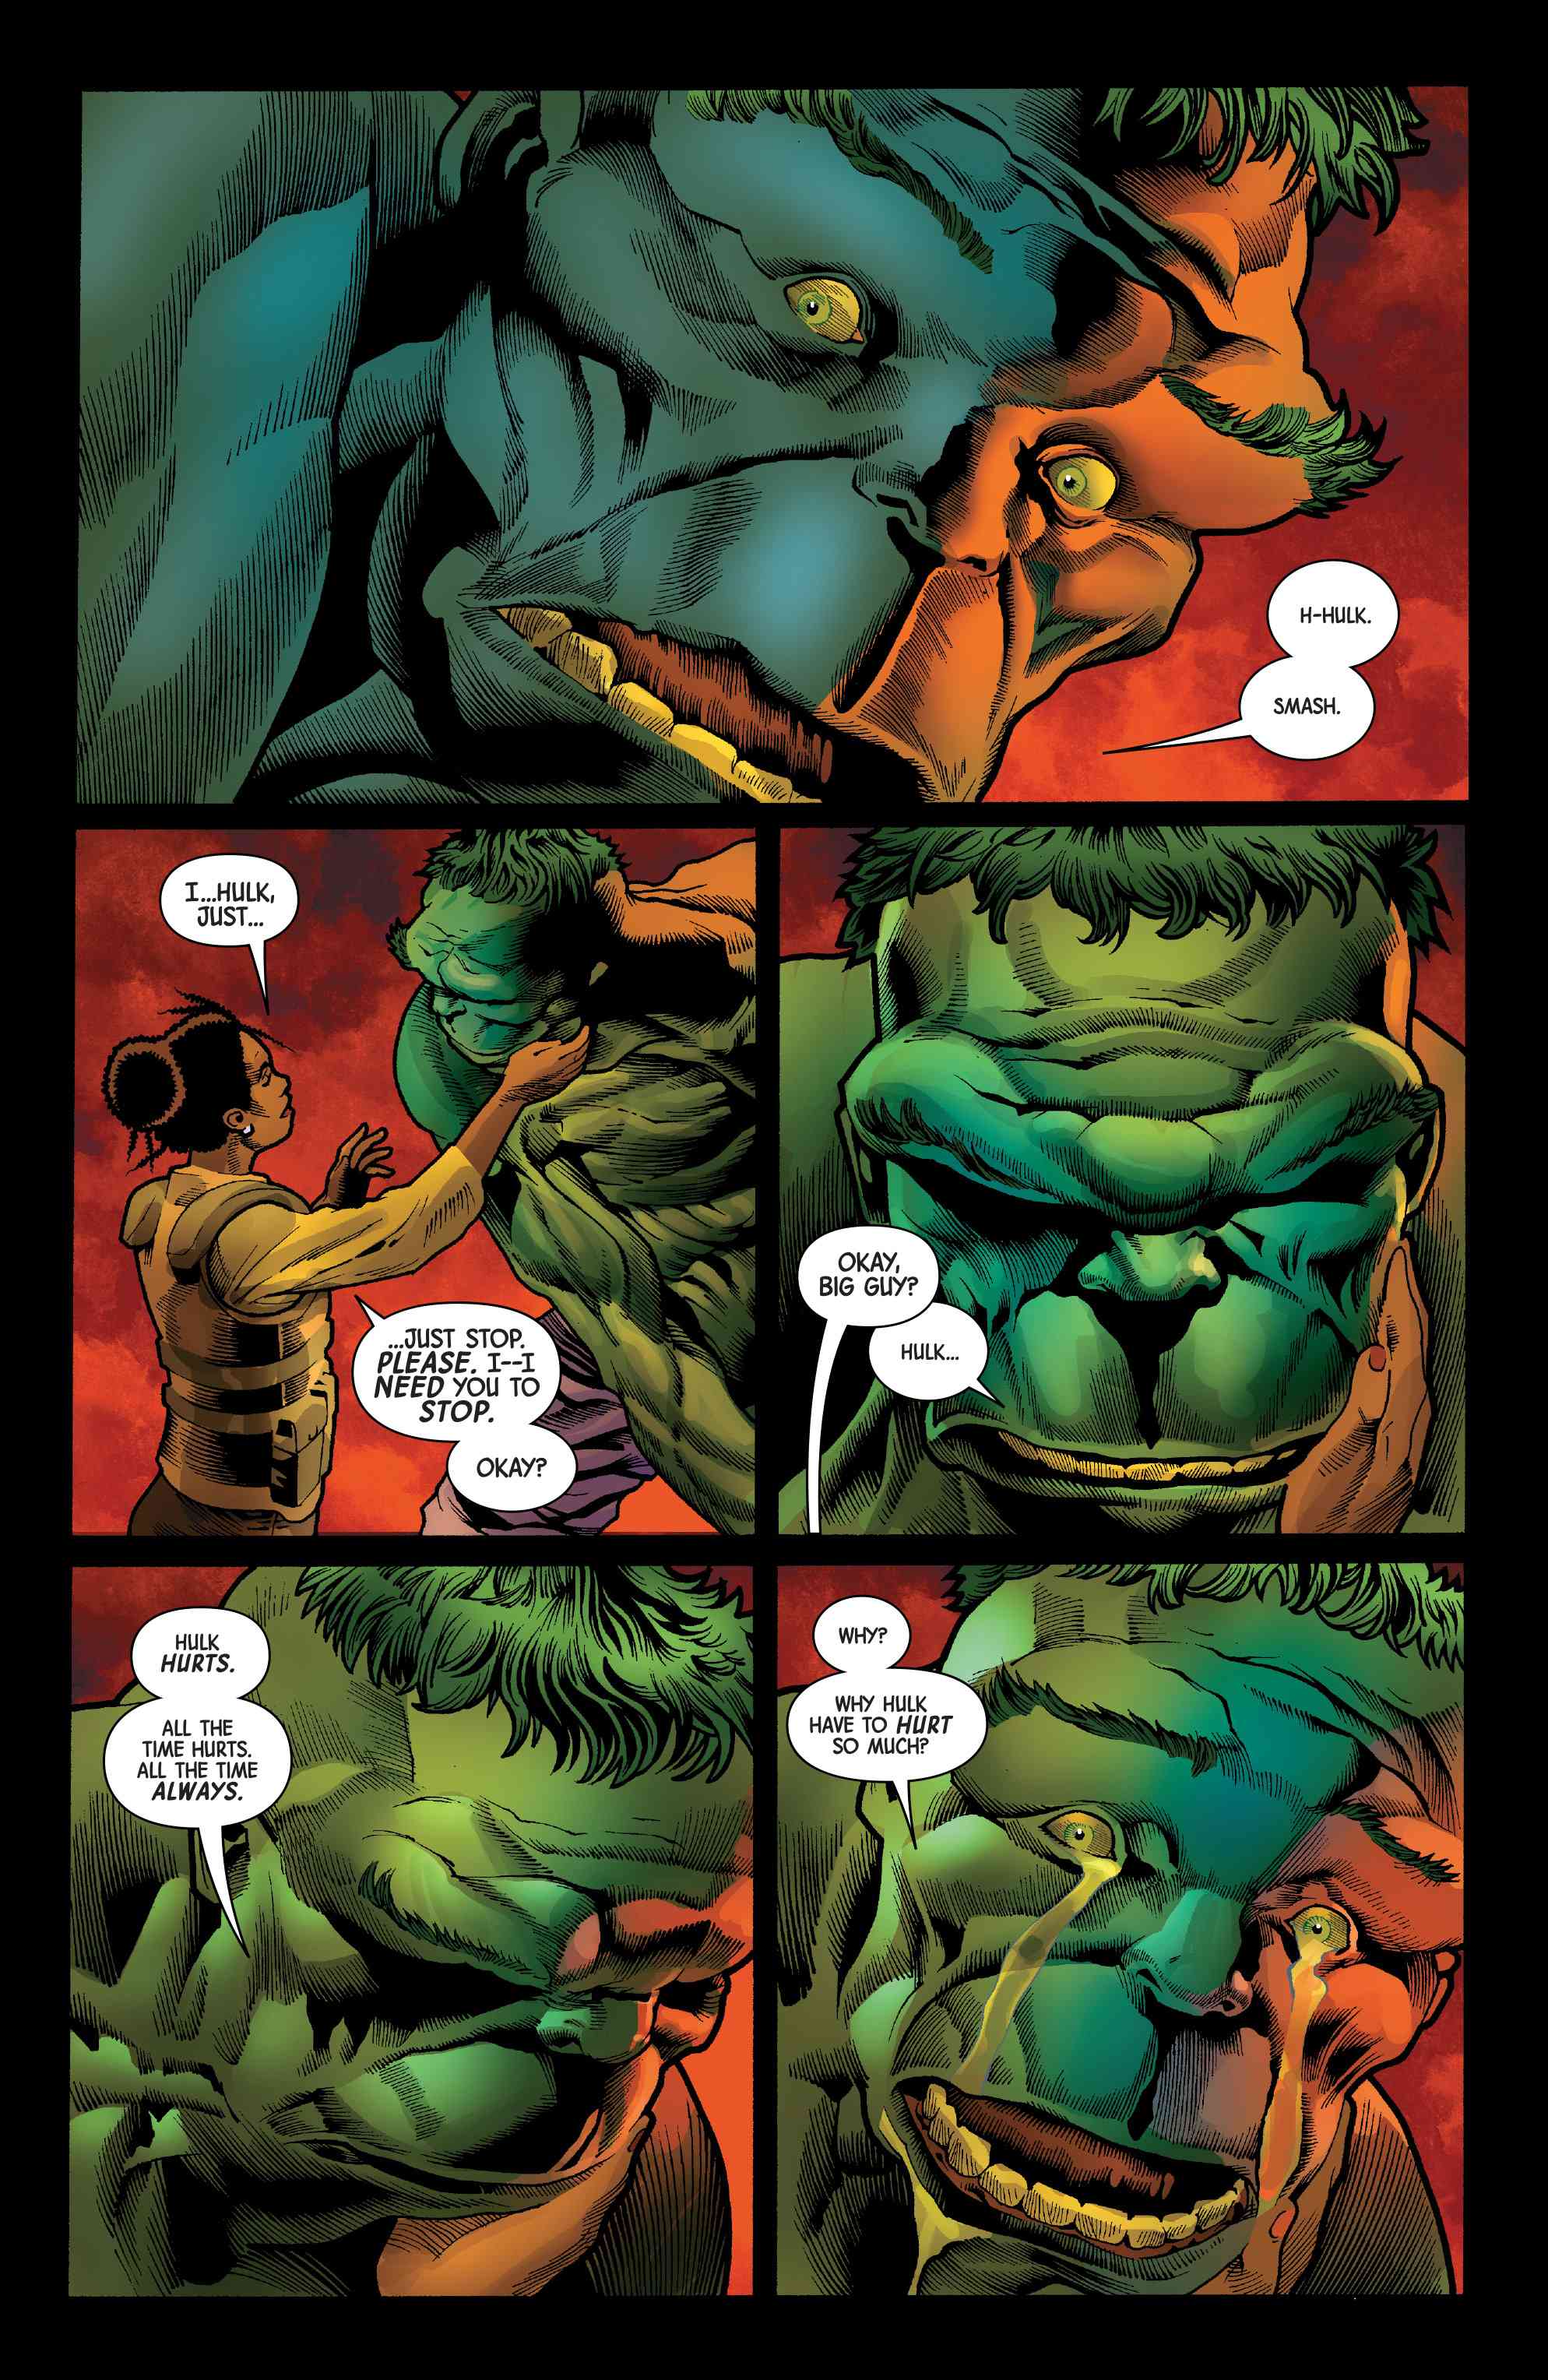 H-HULK.
SMASH.
I...HULK,
JUST...
...JUST STOP.
PLEASE. I--I
NEED YOU TO
STOP.
OKAY?
OKAY,
BIG GUY?
HULK...
HULK
HURTS.
ALL THE
TIME HURTS.
ALL THE TIME
ALWAYS.
WHY?
WHY HULK
HAVE TO HURT
SO MUCH?